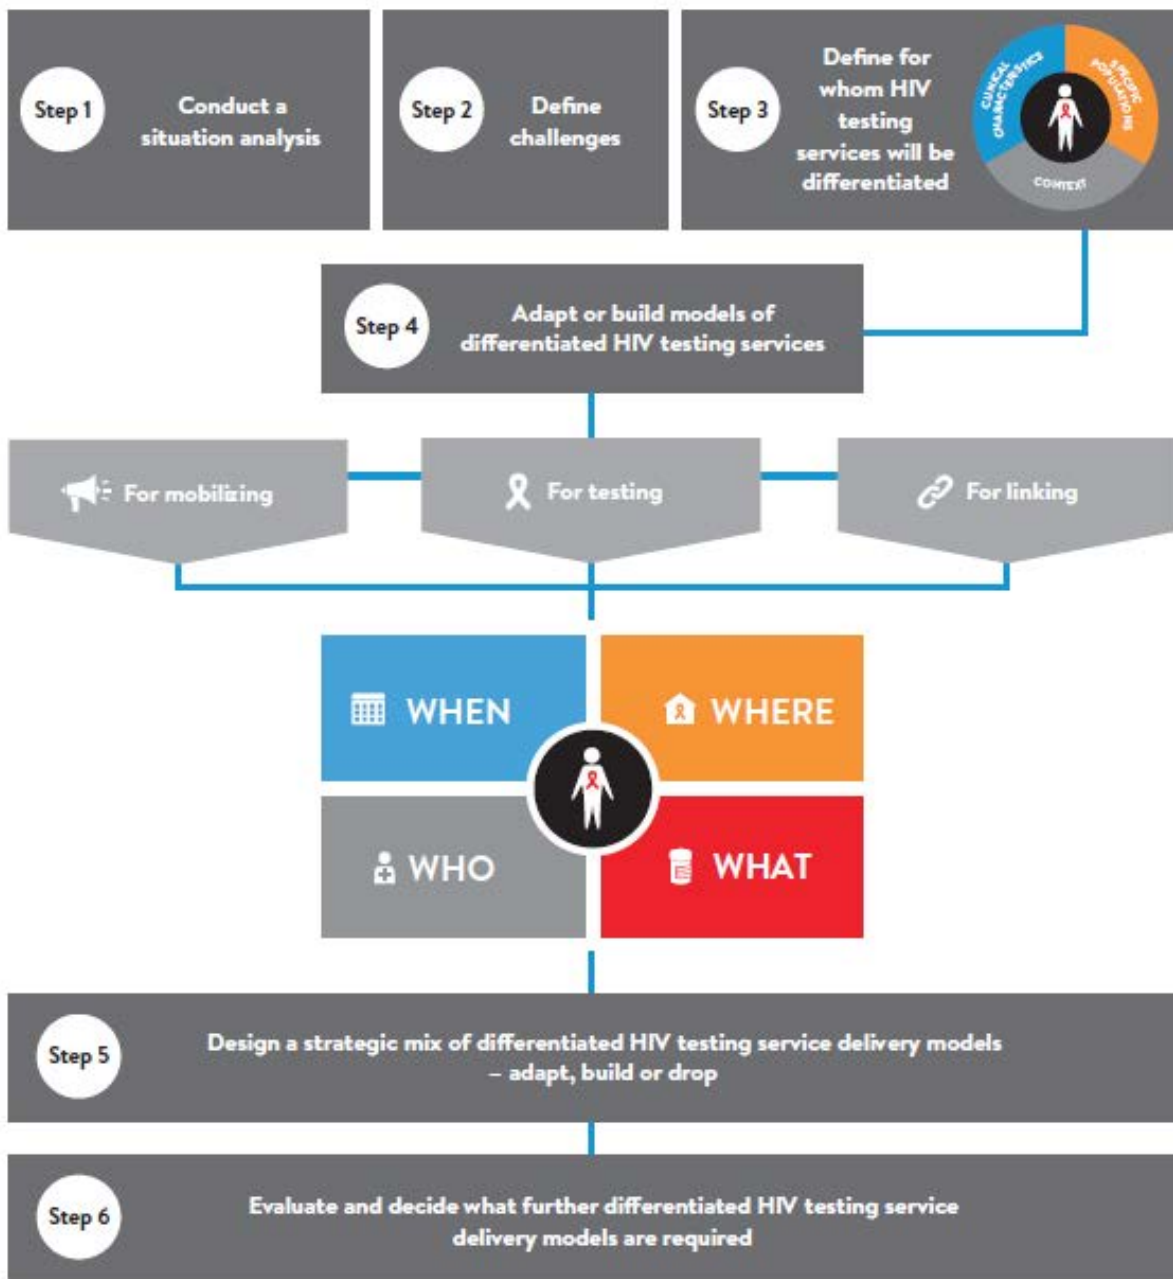 Step 1
Conduct a
situation analysis
Step 2
Define
challenges
Step 3
Define for
whom HIV
testing
services will be
differentiated
CLINICAL
CHARACTERISTICS
SPECIFIC
POPULATIONS
CONTEXT
Step 4
Adapt or build models of
differentiated HIV testing services
For mobilizing
For testing
For linking
WHEN
WHERE
WHO
WHAT
Step 5
Design a strategic mix of differentiated HIV testing service delivery models
– adapt, build or drop
Step 6
Evaluate and decide what further differentiated HIV testing service
delivery models are required